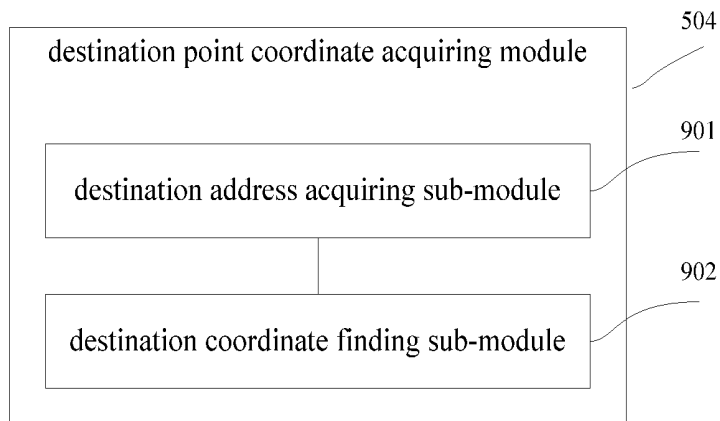 504
destination point coordinate acquiring module
901
destination address acquiring sub-module
902
destination coordinate finding sub-module